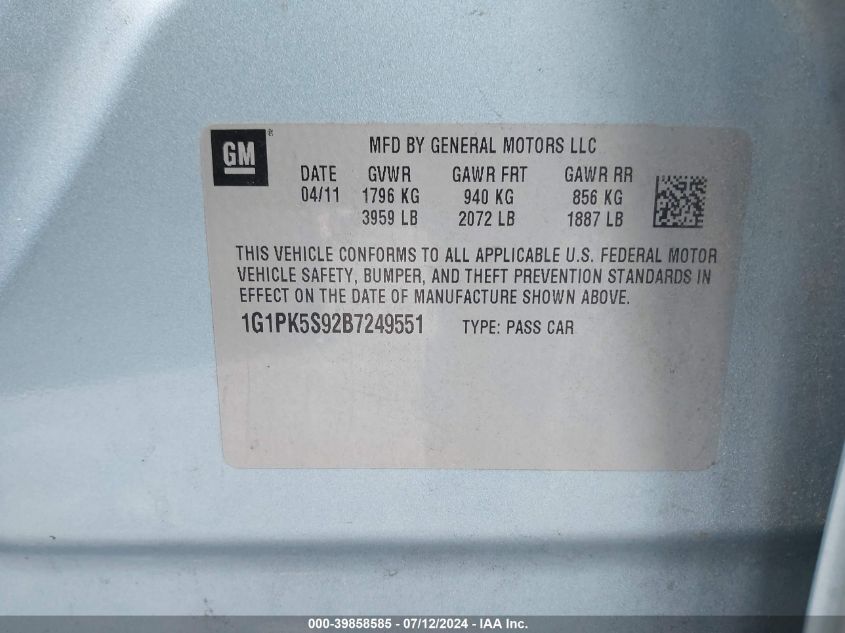 GM ®
MFD BY GENERAL MOTORS LLC
DATE GVWR GAWR FRT GAWR RR
04/11 1796 KG 940 KG 856 KG
3959 LB 2072 LB 1887 LB
THIS VEHICLE CONFORMS TO ALL APPLICABLE U.S. FEDERAL MOTOR
VEHICLE SAFETY, BUMPER, AND THEFT PREVENTION STANDARDS IN
EFFECT ON THE DATE OF MANUFACTURE SHOWN ABOVE.
1G1PK5S92B7249551 TYPE: PASS CAR
000-39858585 - 07/12/2024 - IAA Inc.